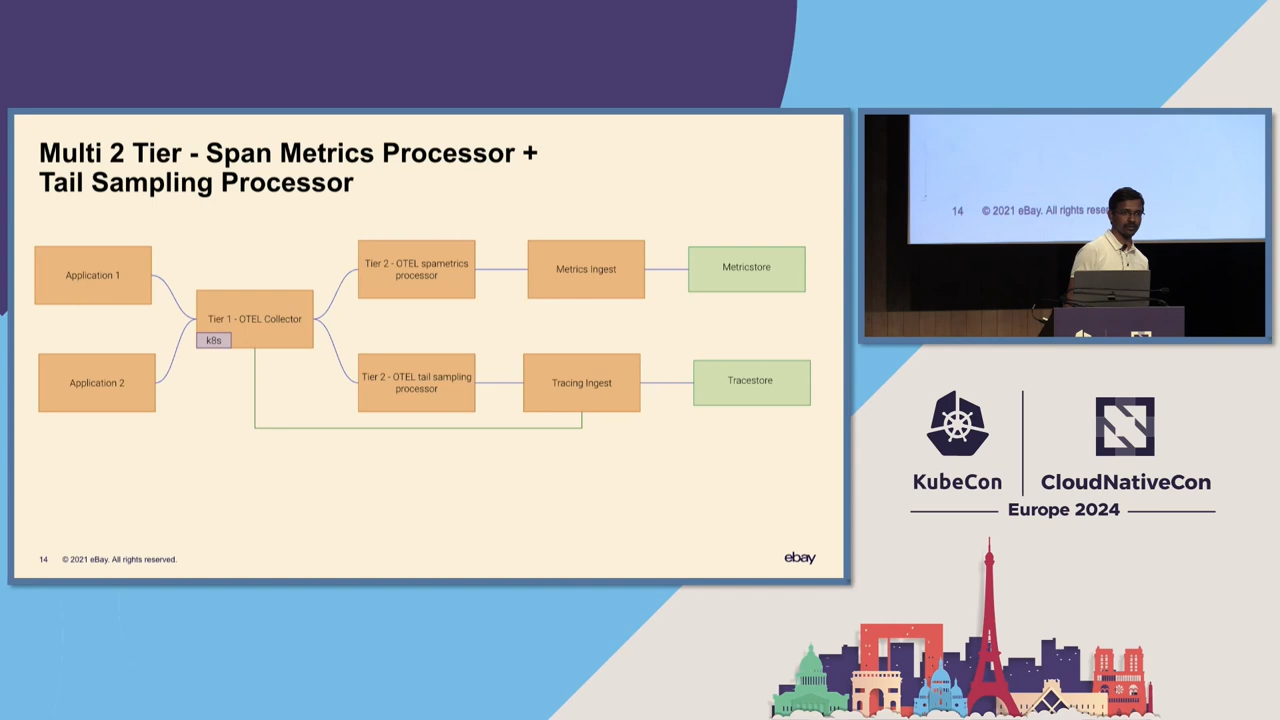 Multi 2 Tier - Span Metrics Processor +
Tail Sampling Processor
Application 1
Application 2
Tier 1 - OTEL Collector
k8s
Tier 2 - OTEL spametrics
processor
Metrics Ingest
Metricstore
Tier 2 - OTEL tail sampling
processor
Tracing Ingest
Tracestore
14 © 2021 eBay. All rights reserved.
ebay
14 © 2021 eBay. All rights rese
KubeCon
CloudNativeCon
Europe 2024